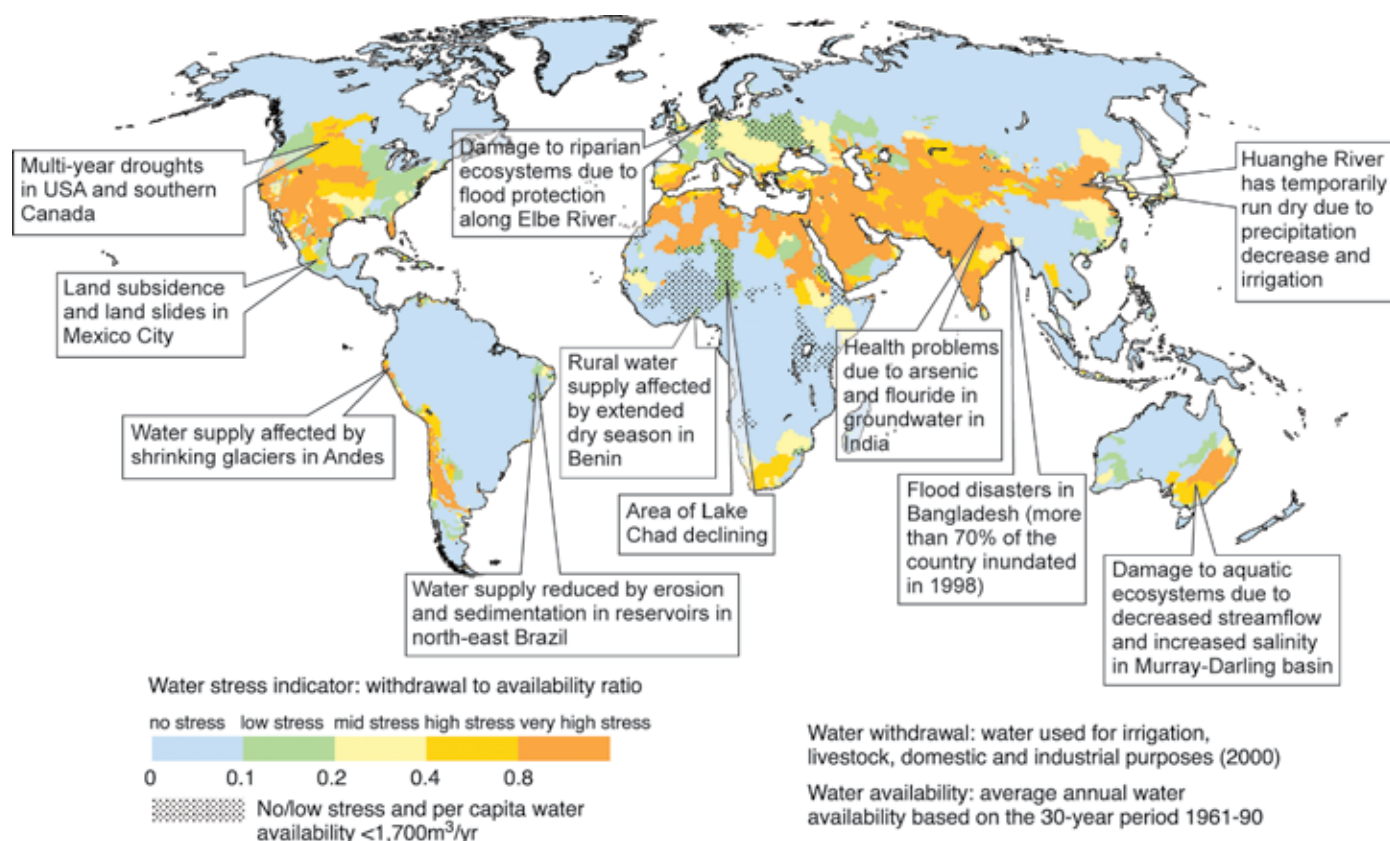 Multi-year droughts
in USA and southern
Canada
Damage to riparian
ecosystems due to
flood protection
along Elbe River
Huanghe River
has temporarily
run dry due to
precipitation
decrease and
irrigation
Land subsidence
and land slides in
Mexico City
Water supply affected by
shrinking glaciers in Andes
Rural water
supply affected
by extended
dry season in
Benin
Health problems
due to arsenic
and flouride in
groundwater in
India
Area of Lake
Chad declining
Flood disasters in
Bangladesh (more
than 70% of the
country inundated
in 1998)
Water supply reduced by erosion
and sedimentation in reservoirs in
north-east Brazil
Damage to aquatic
ecosystems due to
decreased streamflow
and increased salinity
in Murray-Darling basin
Water stress indicator: withdrawal to availability ratio
no stress low stress mid stress high stress very high stress
0 0.1 0.2 0.4 0.8
No/low stress and per capita water
availability <1,700m³/yr
Water withdrawal: water used for irrigation,
livestock, domestic and industrial purposes (2000)
Water availability: average annual water
availability based on the 30-year period 1961-90